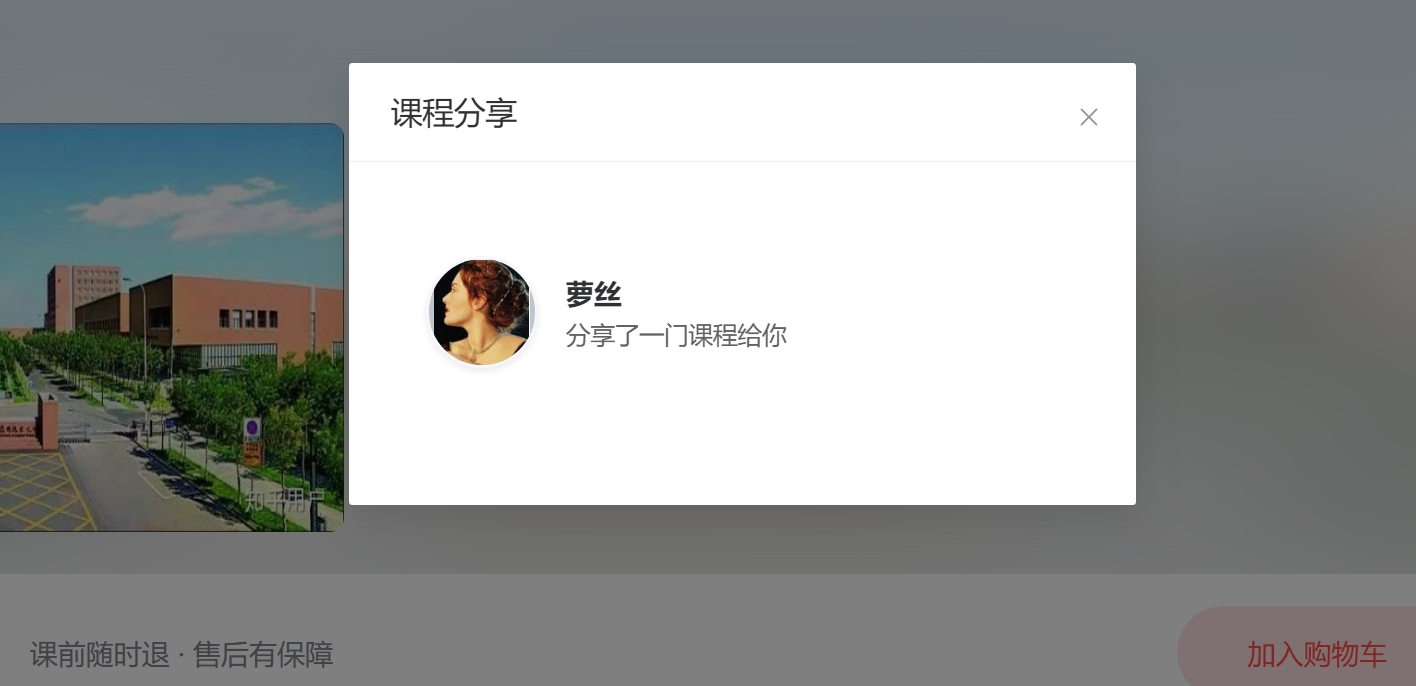 课程分享
萝丝
分享了一门课程给你
知乎用户
课前随时退 · 售后有保障
加入购物车